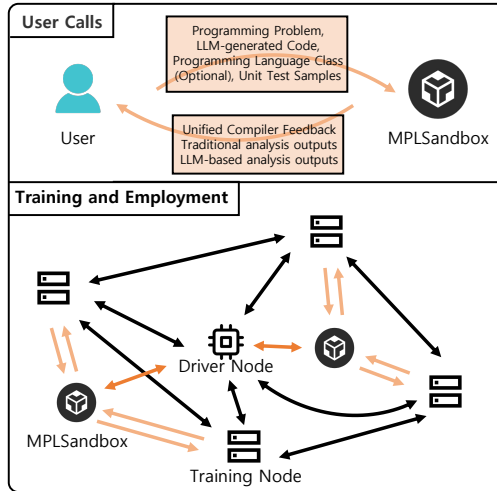 User Calls
Programming Problem,
LLM-generated Code,
Programming Language Class
(Optional), Unit Test Samples
User
MPLSandbox
Unified Compiler Feedback
Traditional analysis outputs
LLM-based analysis outputs
Training and Employment
Driver Node
MPLSandbox
Training Node